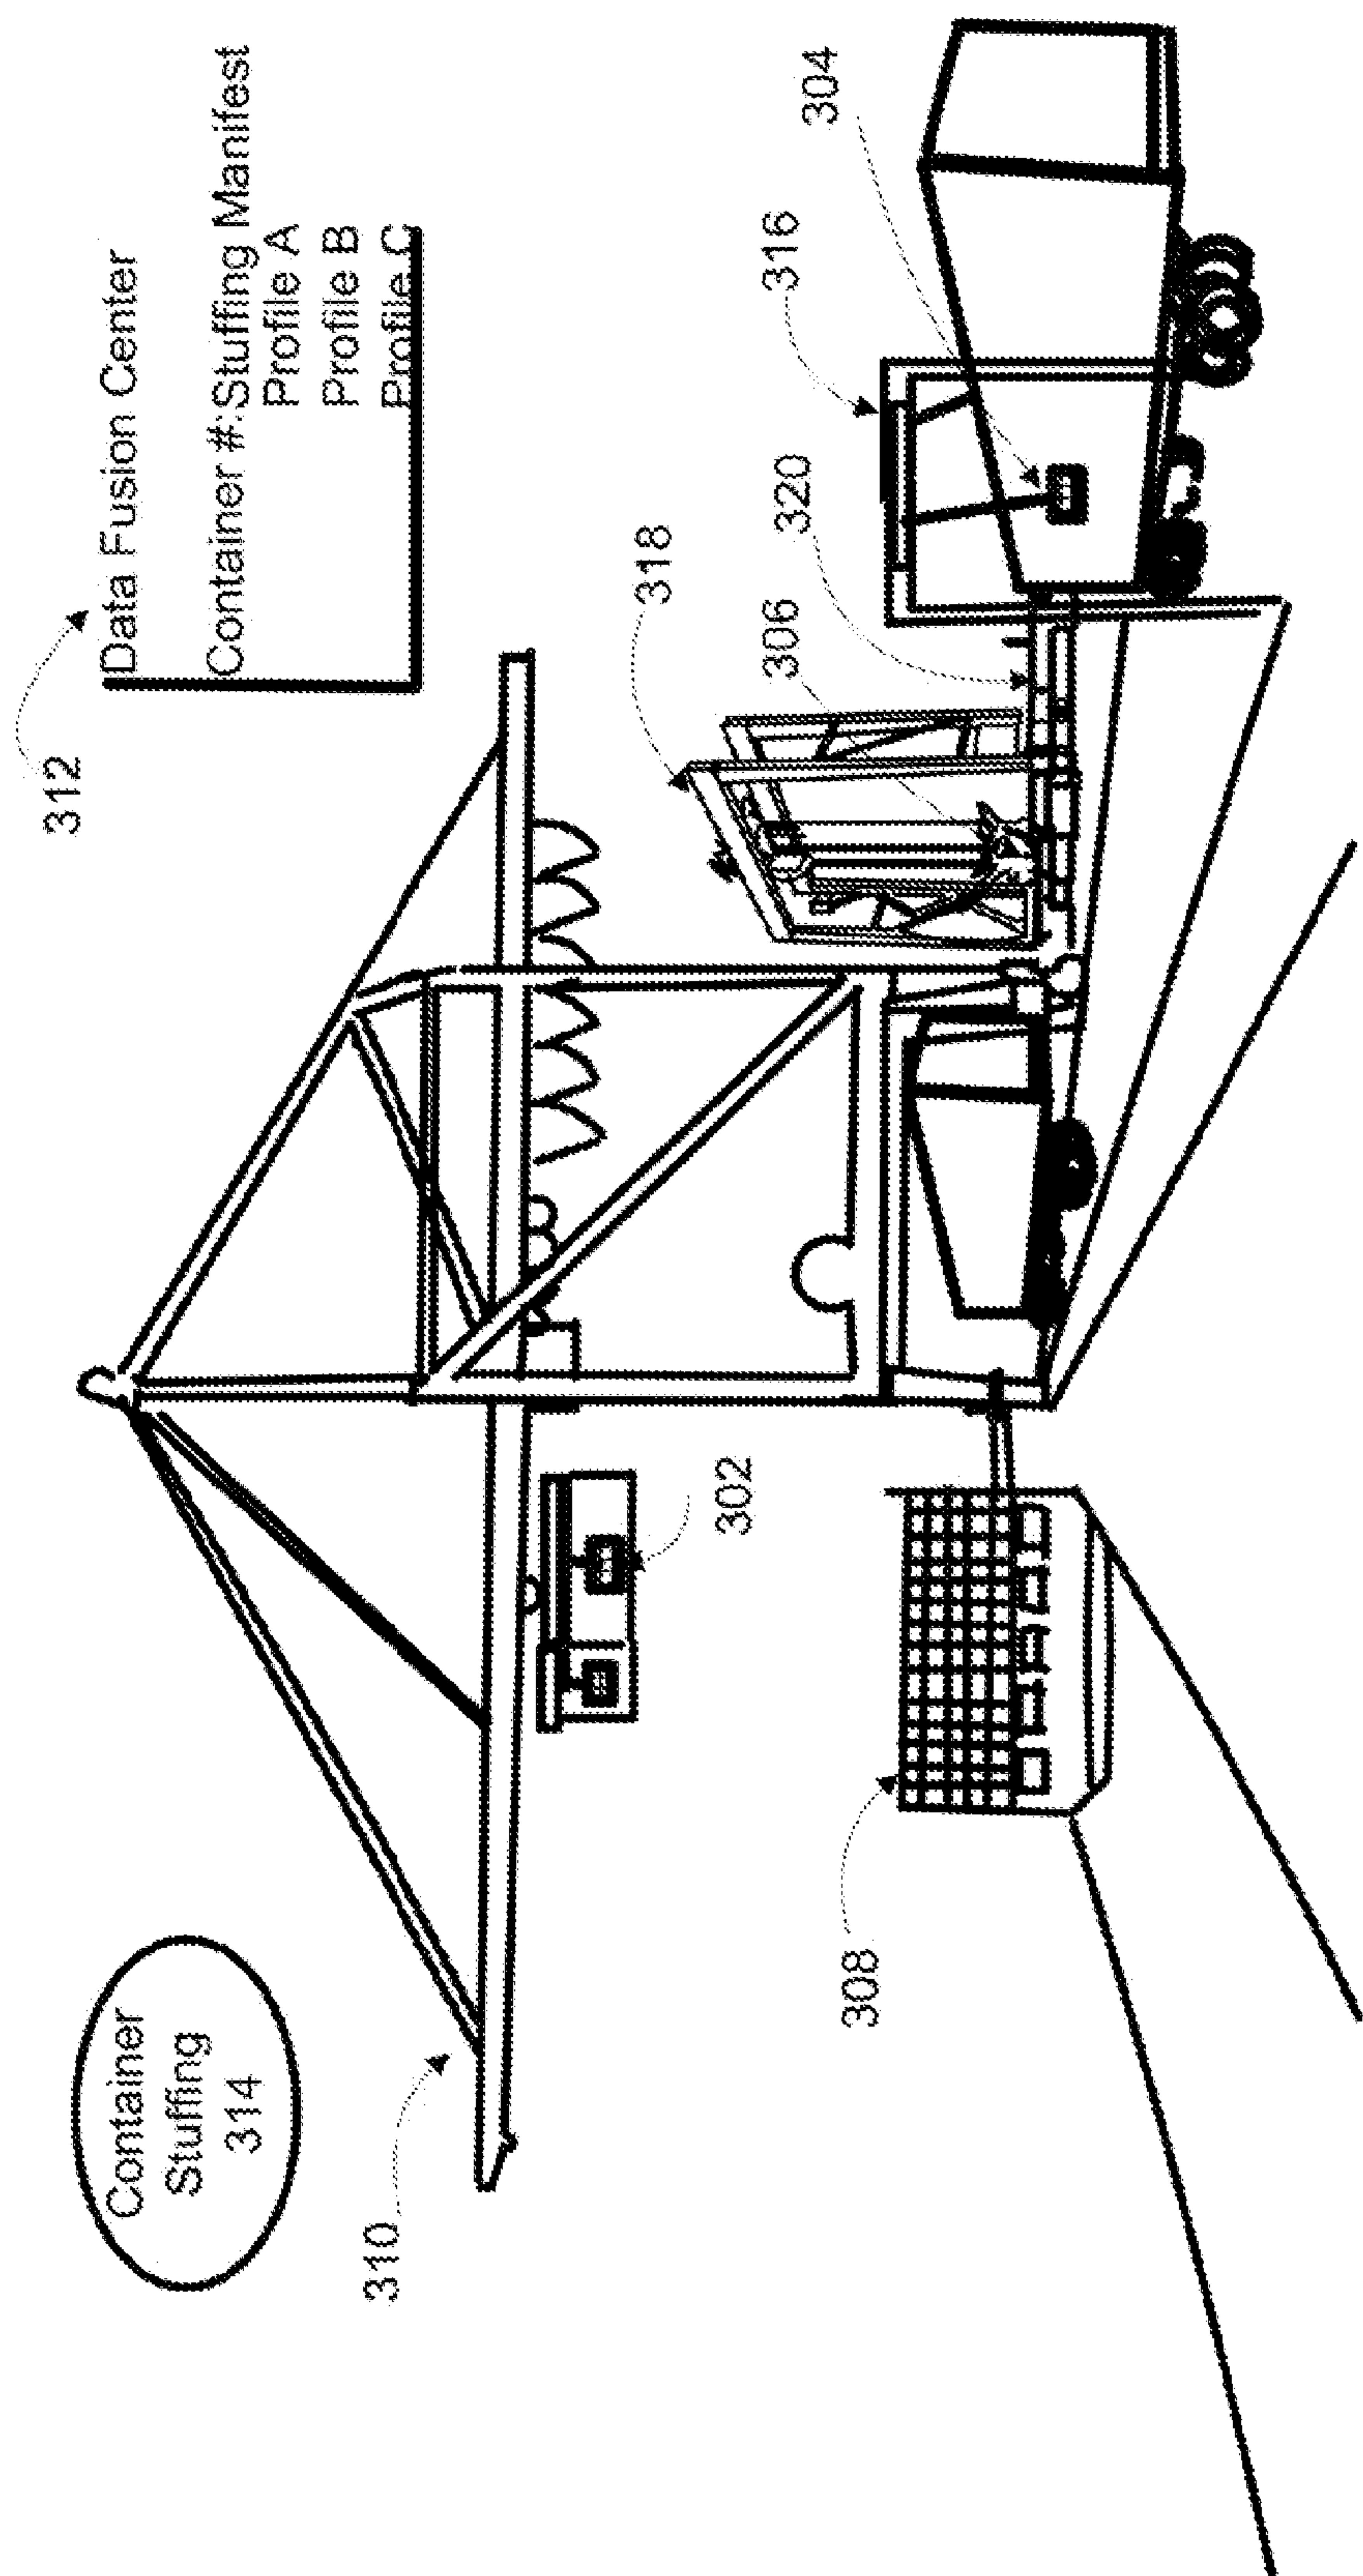 Container
Stuffing
314
310
308
302
312
Data Fusion Center
Container #:Stuffing Manifest
Profile A
Profile B
Profile C
318
306
320
316
304